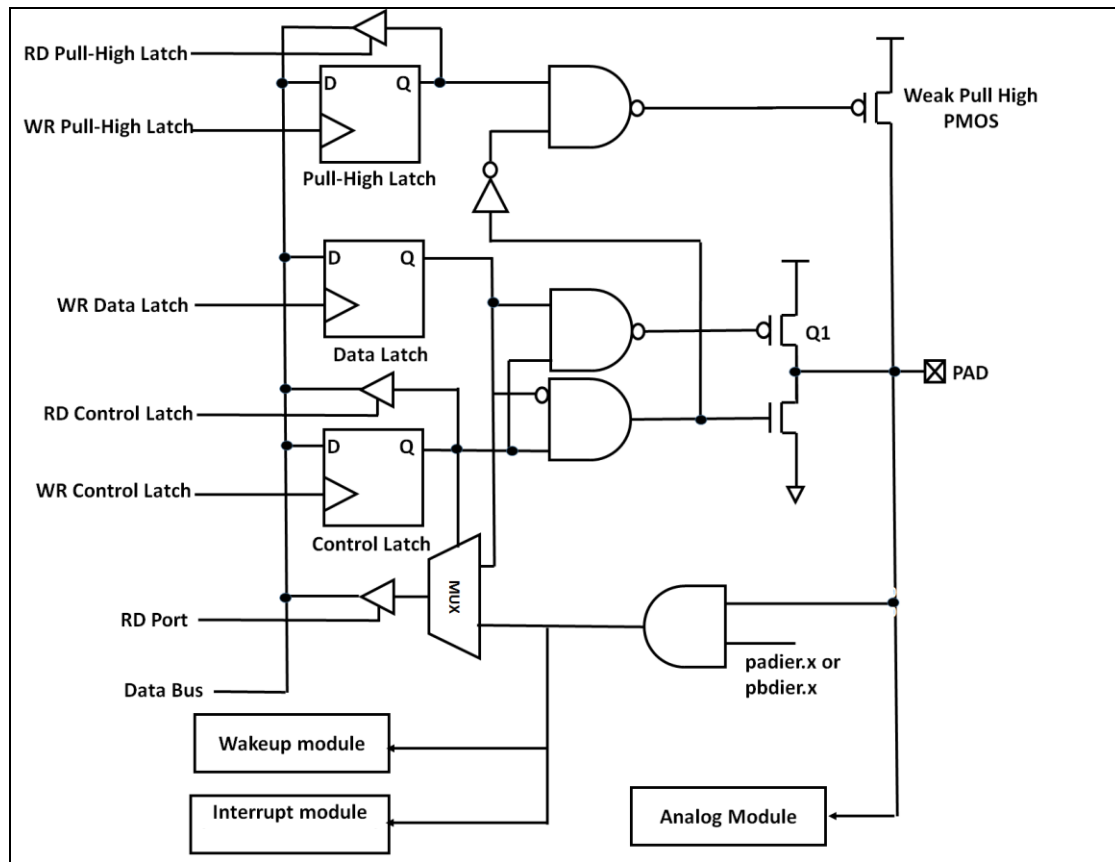 RD Pull-High Latch
D Q
WR Pull-High Latch
Pull-High Latch
Weak Pull High
PMOS
D Q
WR Data Latch
Data Latch
Q1
PAD
RD Control Latch
D Q
WR Control Latch
Control Latch
MUX
RD Port
padier.x or
pbdier.x
Data Bus
Wakeup module
Interrupt module
Analog Module